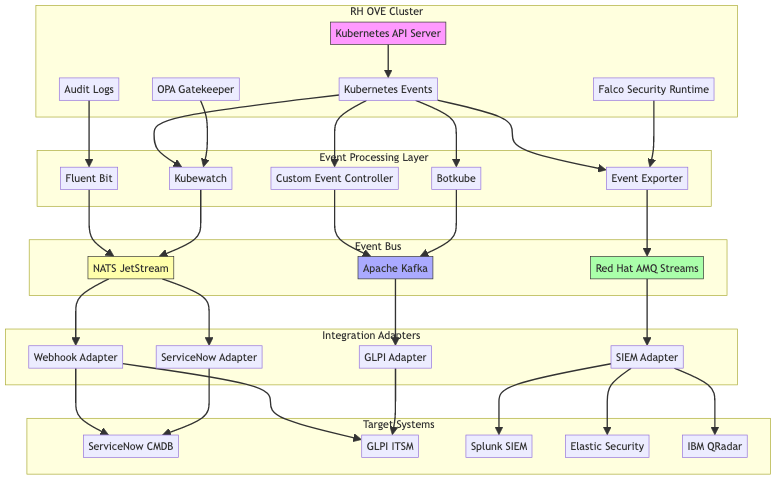 RH OVE Cluster
Kubernetes API Server
Audit Logs
OPA Gatekeeper
Kubernetes Events
Falco Security Runtime
Event Processing Layer
Fluent Bit
Kubewatch
Custom Event Controller
Botkube
Event Exporter
Event Bus
NATS JetStream
Apache Kafka
Red Hat AMQ Streams
Integration Adapters
Webhook Adapter
ServiceNow Adapter
GLPI Adapter
SIEM Adapter
Target Systems
ServiceNow CMDB
GLPI ITSM
Splunk SIEM
Elastic Security
IBM QRadar